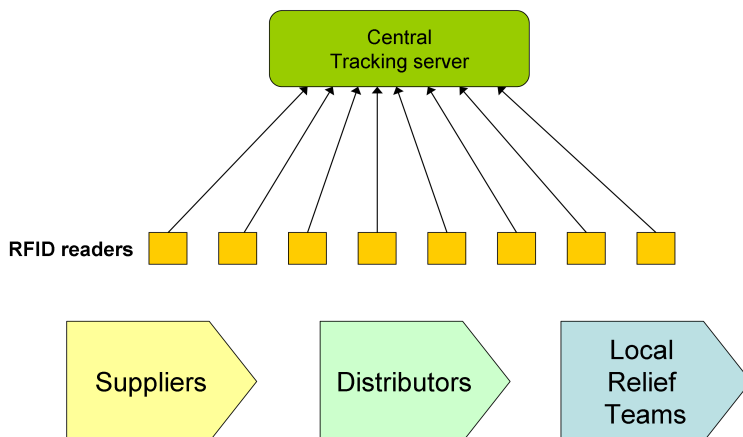 Central
Tracking server
RFID readers
Suppliers
Distributors
Local
Relief
Teams